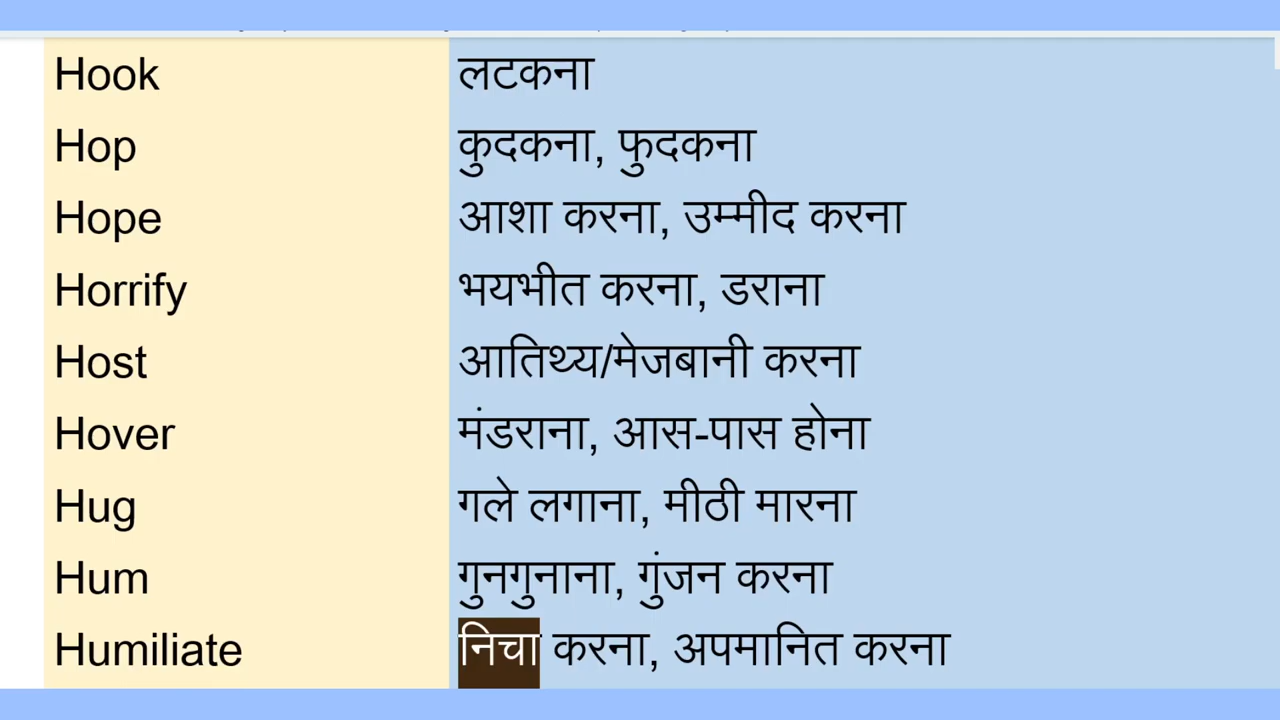 Hook लटकना
Hop कुदकना, फुदकना
Hope आशा करना, उम्मीद करना
Horrify भयभीत करना, डराना
Host आतिथ्य/मेजबानी करना
Hover मंडराना, आस-पास होना
Hug गले लगाना, मीठी मारना
Hum गुनगुनाना, गुंजन करना
Humiliate निचा करना, अपमानित करना